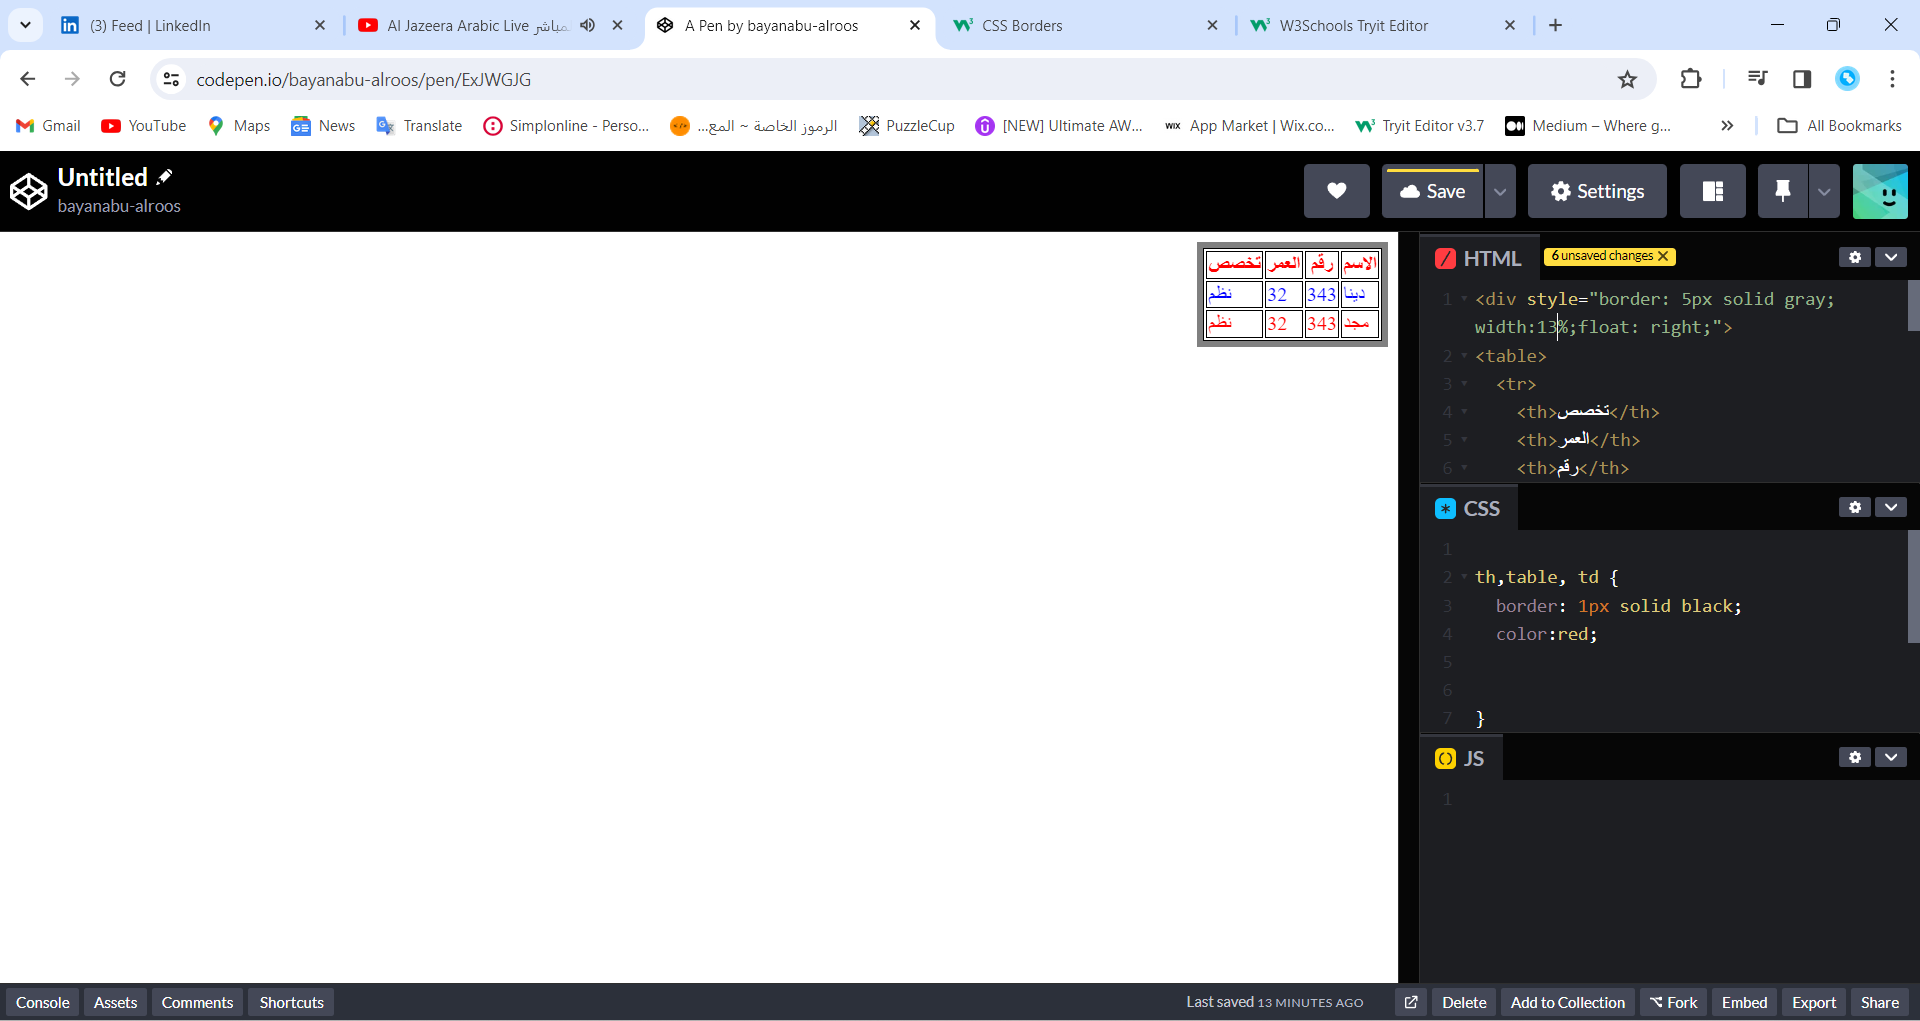 (3) Feed | LinkedIn
Al Jazeera Arabic Live
A Pen by bayanabu-alroos
CSS Borders
W3Schools Tryit Editor
codepen.io/bayanabu-alroos/pen/ExJWGJG
Gmail
YouTube
Maps
News
Translate
Simplonline - Perso...
الرموز الخاصة ~ المع...
PuzzleCup
[NEW] Ultimate AW...
WIX App Market | Wix.co...
Tryit Editor v3.7
Medium – Where g...
All Bookmarks
Untitled
bayanabu-alroos
Save
Settings
تخصص العمر رقم الاسم
نظم 32 343 دينا
نظم 32 343 مجد
HTML
6 unsaved changes
1 <div style="border: 5px solid gray;
width:13%;float: right;">
2 <table>
3 <tr>
4 <th>تخصص</th>
5 <th>العمر</th>
6 <th>رقم</th>
CSS
1
2 th,table, td {
3 border: 1px solid black;
4 color:red;
5
6
7 }
JS
1
Console
Assets
Comments
Shortcuts
Last saved 13 MINUTES AGO
Delete
Add to Collection
Fork
Embed
Export
Share